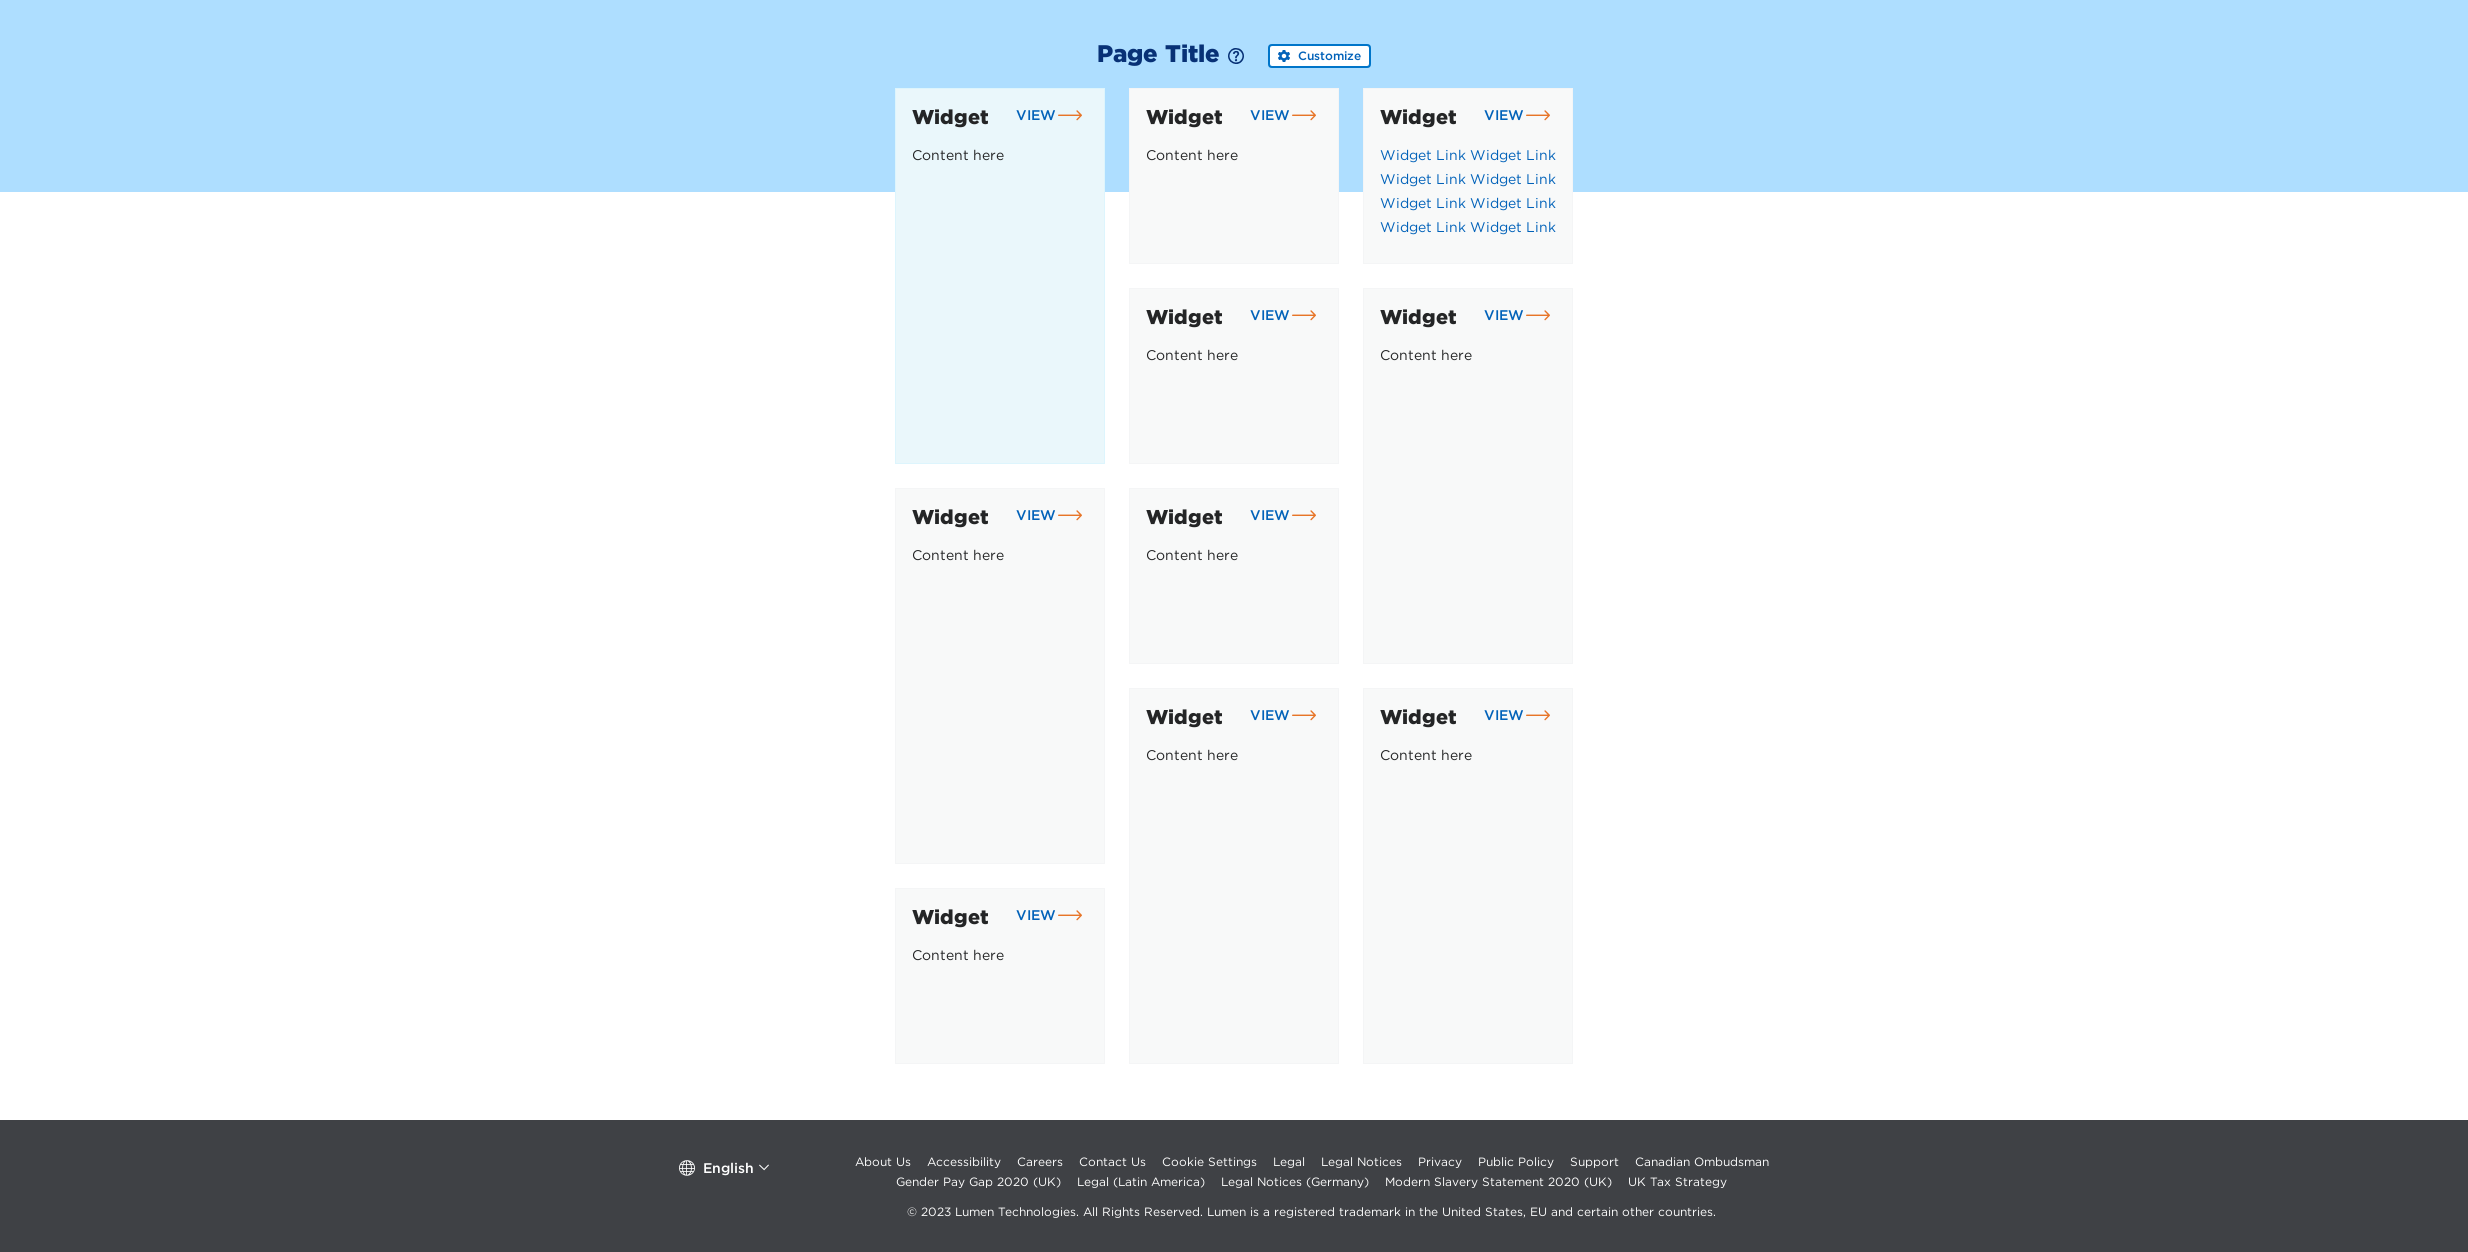 Page Title
Customize
Widget VIEW
Content here
Widget VIEW
Content here
Widget VIEW
Widget Link Widget Link
Widget Link Widget Link
Widget Link Widget Link
Widget Link Widget Link
Widget VIEW
Content here
Widget VIEW
Content here
Widget VIEW
Content here
Widget VIEW
Content here
Widget VIEW
Content here
Widget VIEW
Content here
Widget VIEW
Content here
English
About Us Accessibility Careers Contact Us Cookie Settings Legal Legal Notices Privacy Public Policy Support Canadian Ombudsman
Gender Pay Gap 2020 (UK) Legal (Latin America) Legal Notices (Germany) Modern Slavery Statement 2020 (UK) UK Tax Strategy
© 2023 Lumen Technologies. All Rights Reserved. Lumen is a registered trademark in the United States, EU and certain other countries.